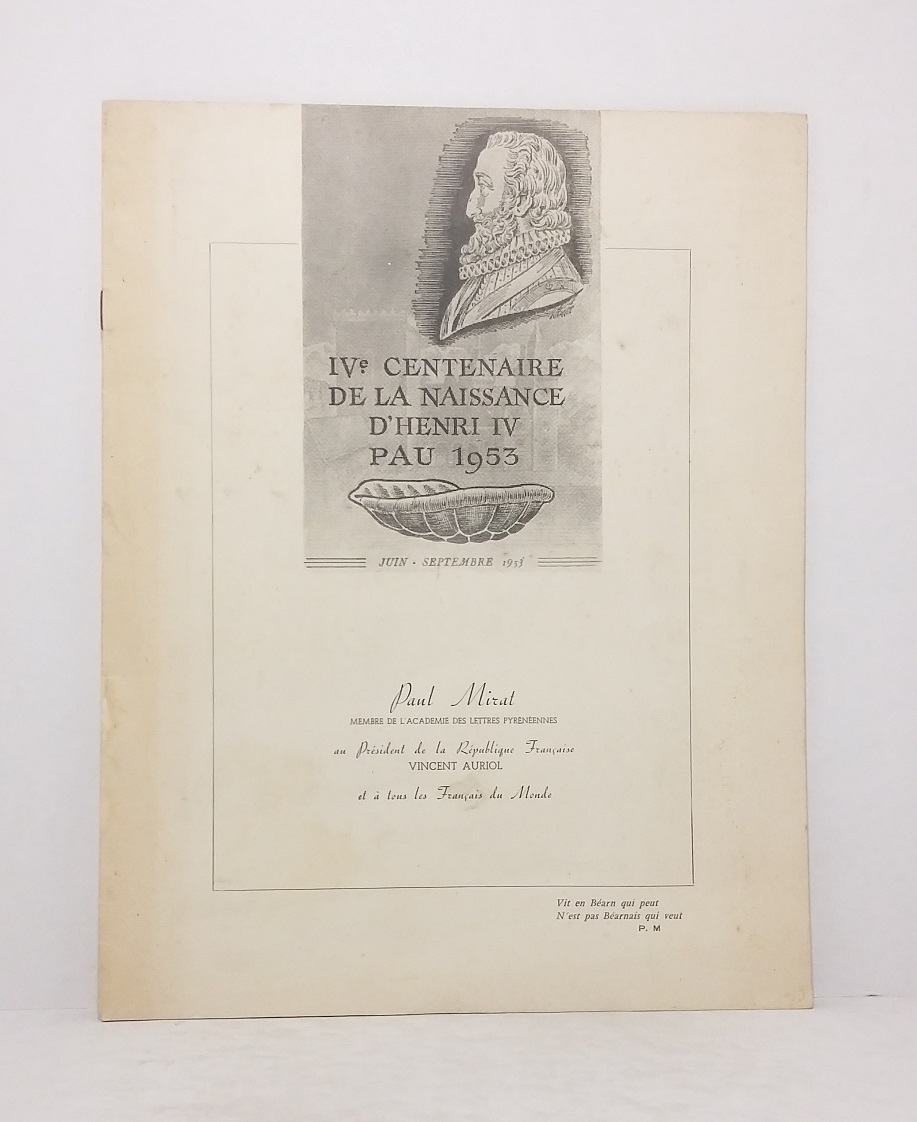 IVe CENTENAIRE
DE LA NAISSANCE
D'HENRI IV
PAU 1953
JUIN - SEPTEMBRE 1953
Paul Mirat
MEMBRE DE L'ACADEMIE DES LETTRES PYRENEENNES
au Président de la République Française
VINCENT AURIOL
et à tous les Français du Monde
Vit en Béarn qui peut
N'est pas Béarnais qui veut
P. M